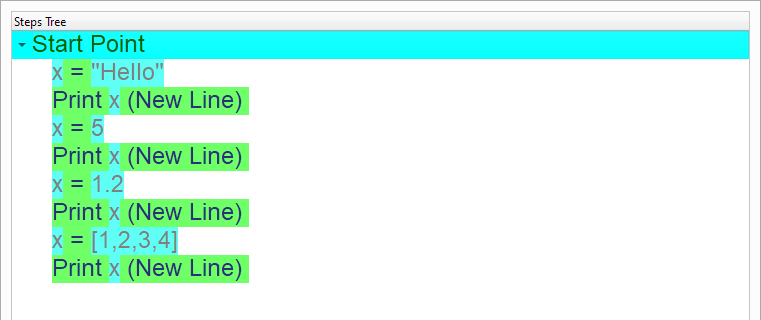 Steps Tree
Start Point
x = "Hello"
Print x (New Line)
x = 5
Print x (New Line)
x = 1.2
Print x (New Line)
x = [1,2,3,4]
Print x (New Line)